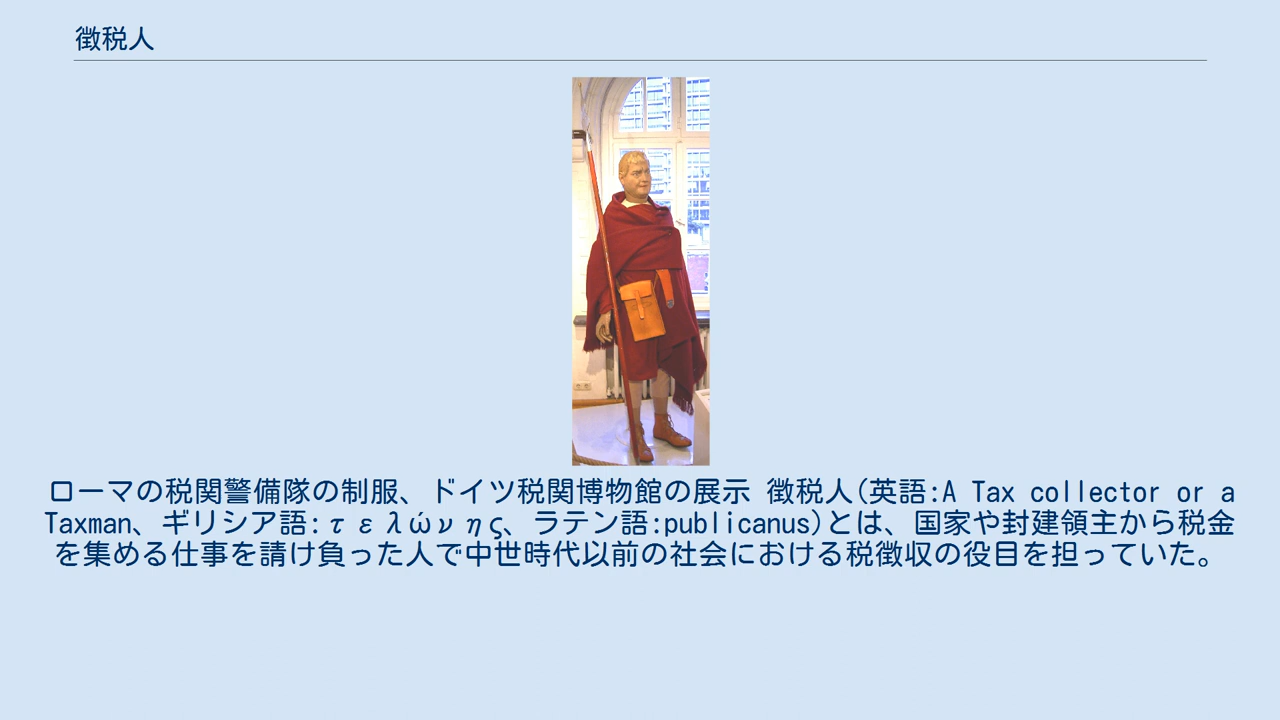 徴税人
ローマの税関警備隊の制服、ドイツ税関博物館の展示 徴税人(英語:A Tax collector or a
Taxman、ギリシア語:τελώνης、ラテン語:publicanus)とは、国家や封建領主から税金
を集める仕事を請け負った人で中世時代以前の社会における税徴収の役目を担っていた。